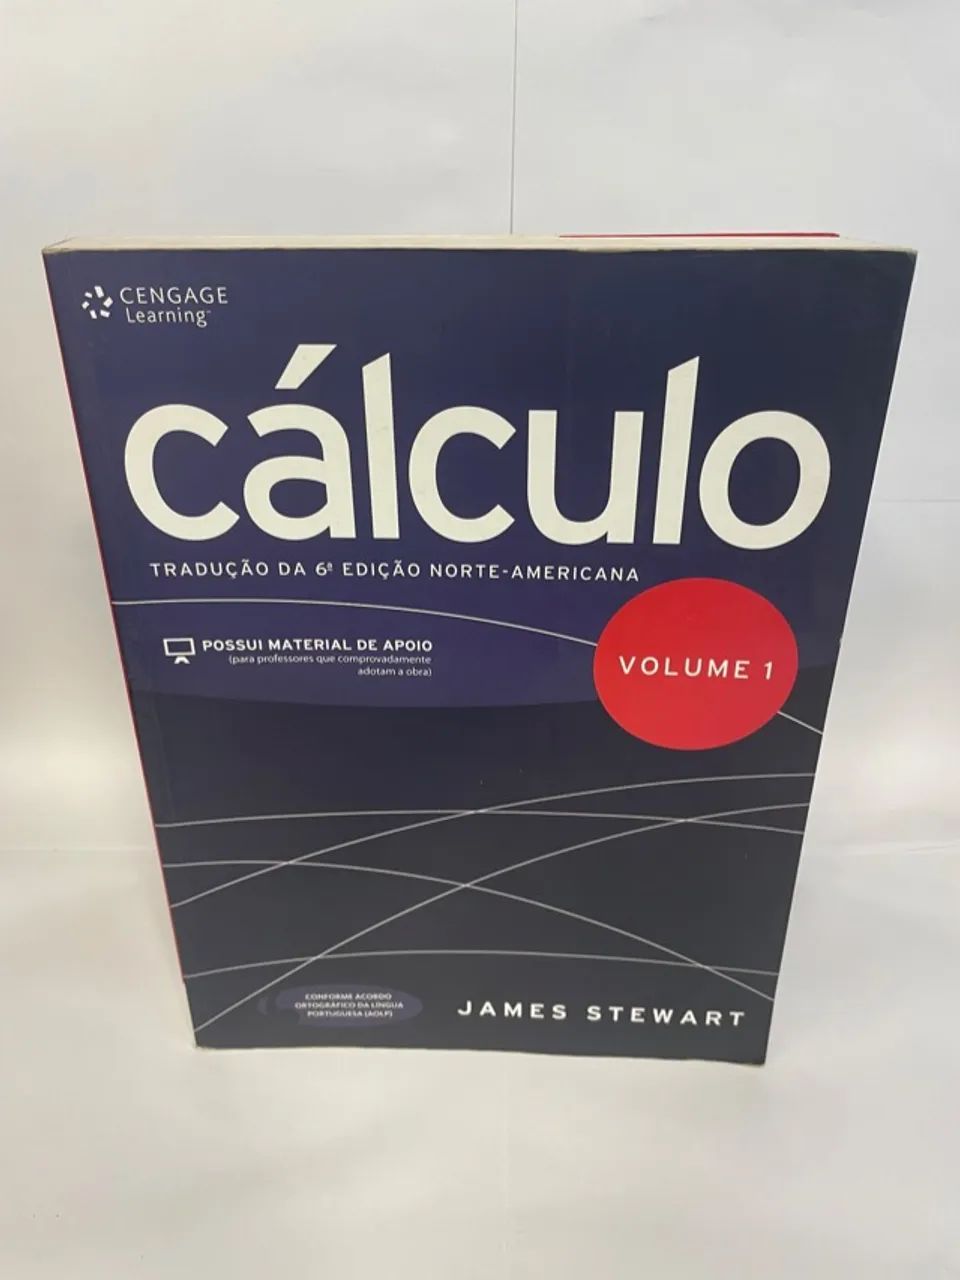 CENGAGE
Learning™
cálculo
TRADUÇÃO DA 6ª EDIÇÃO NORTE-AMERICANA
POSSUI MATERIAL DE APOIO
(para professores que comprovadamente
adotam a obra)
VOLUME 1
CONFORME ACORDO
ORTOGRÁFICO DA LÍNGUA
PORTUGUESA (AOLP)
JAMES STEWART